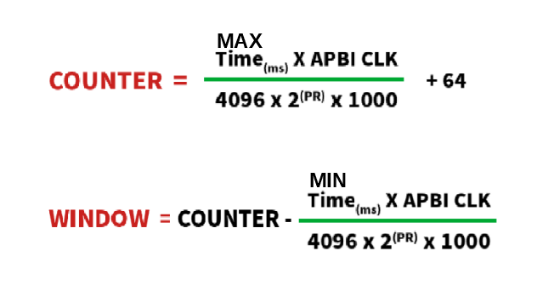 MAX
COUNTER = Time(ms) X APBI CLK + 64
4096 x 2(PR) x 1000
MIN
WINDOW = COUNTER - Time(ms) X APBI CLK
4096 x 2(PR) x 1000